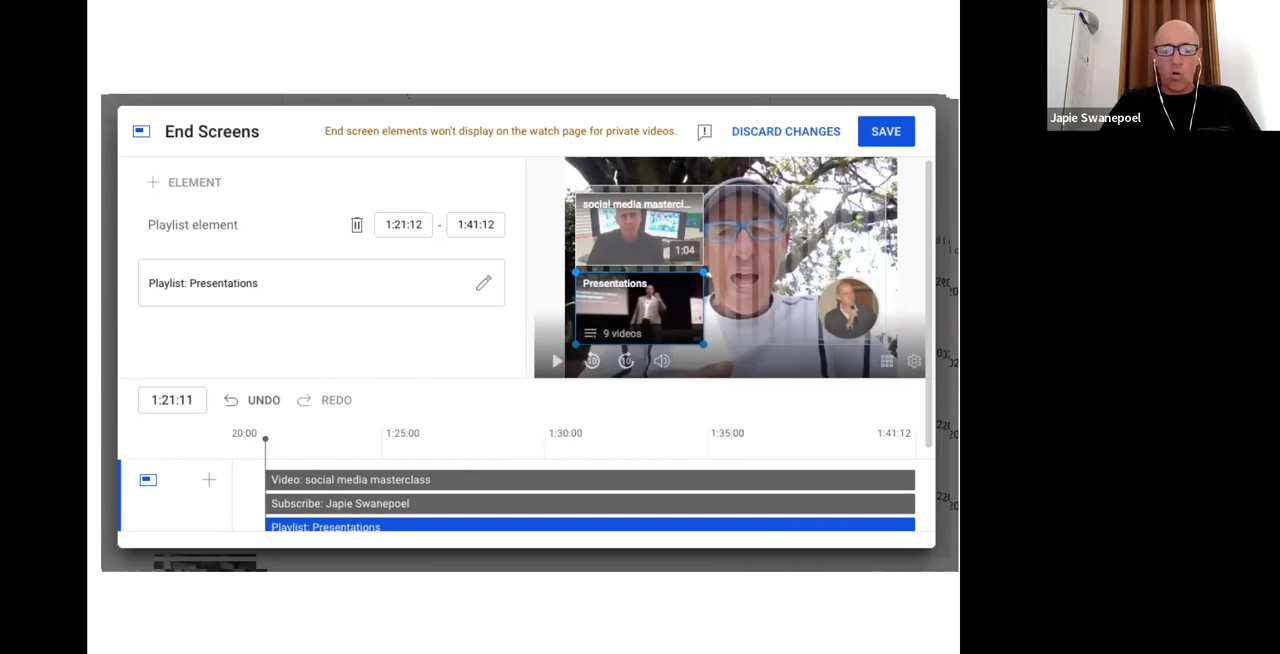 Japie Swanepoel
End Screens
End screen elements won't display on the watch page for private videos.
DISCARD CHANGES
SAVE
ELEMENT
Playlist element
1:21:12 - 1:41:12
Playlist: Presentations
social media mastercl...
1:04
Presentations
9 videos
10
10
1:21:11
UNDO
REDO
20:00
1:25:00
1:30:00
1:35:00
1:41:12
Video: social media masterclass
Subscribe: Japie Swanepoel
Playlist: Presentations